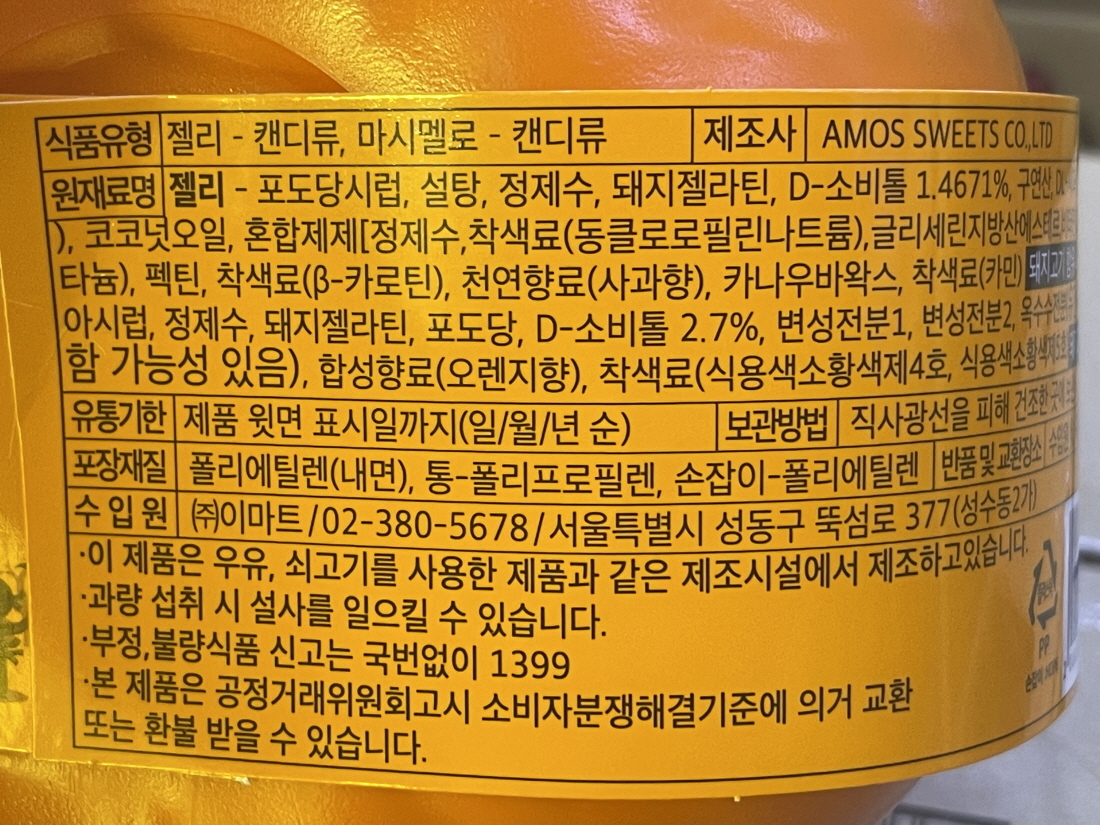 식품유형 젤리 - 캔디류, 마시멜로 - 캔디류 제조사 AMOS SWEETS CO.,LTD
원재료명 젤리 - 포도당시럽, 설탕, 정제수, 돼지젤라틴, D-소비톨 1.4671%, 구연산,
), 코코넛오일, 혼합제제[정제수,착색료(동클로로필린나트륨),글리세린지방산에스테르
타늄), 펙틴, 착색료(β-카로틴), 천연향료(사과향), 카나우바왁스, 착색료(카민) 돼지고기
아시럽, 정제수, 돼지젤라틴, 포도당, D-소비톨 2.7%, 변성전분1, 변성전분2,
함 가능성 있음), 합성향료(오렌지향), 착색료(식용색소황색제4호, 식용색소황색제5호
유통기한 제품 윗면 표시일까지(일/월/년 순) 보관방법 직사광선을 피해 건조한 곳에
포장재질 폴리에틸렌(내면), 통-폴리프로필렌, 손잡이-폴리에틸렌 반품 및 교환장소
수 입 원 ㈜이마트/02-380-5678/서울특별시 성동구 뚝섬로 377(성수동2가)
·이 제품은 우유, 쇠고기를 사용한 제품과 같은 제조시설에서 제조하고있습니다.
·과량 섭취 시 설사를 일으킬 수 있습니다.
·부정,불량식품 신고는 국번없이 1399
·본 제품은 공정거래위원회고시 소비자분쟁해결기준에 의거 교환
또는 환불 받을 수 있습니다.
PP